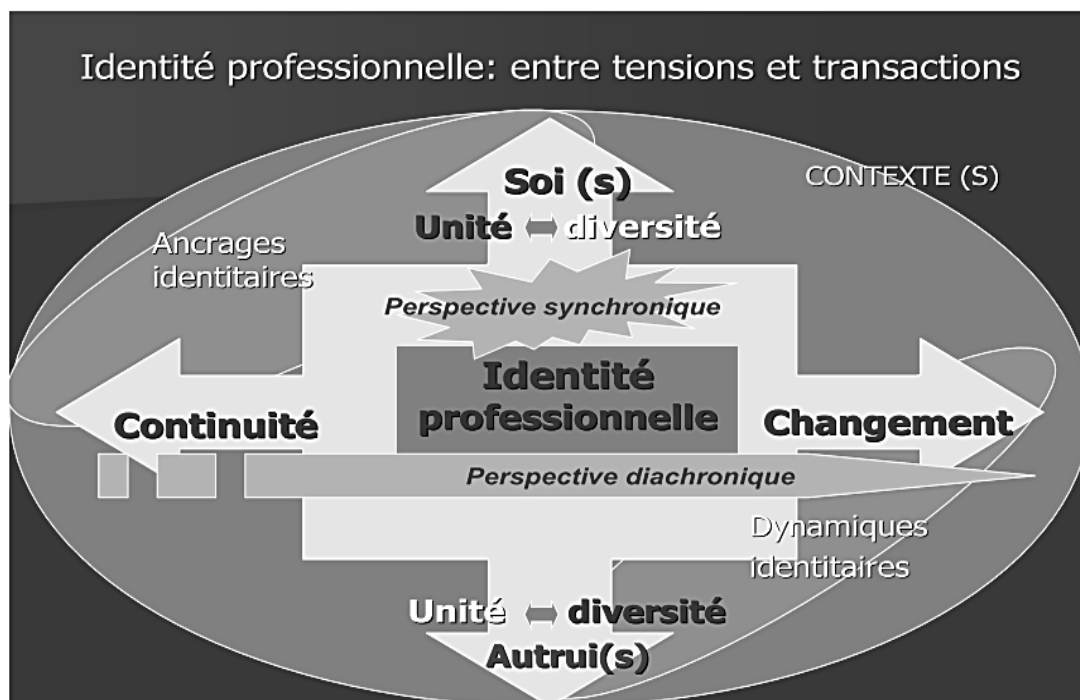 Identité professionnelle: entre tensions et transactions
Soi (s)
CONTEXTE (S)
Unité diversité
Ancrages
identitaires
Perspective synchronique
Identité
professionnelle
Continuité
Changement
Perspective diachronique
Dynamiques
identitaires
Unité diversité
Autrui(s)